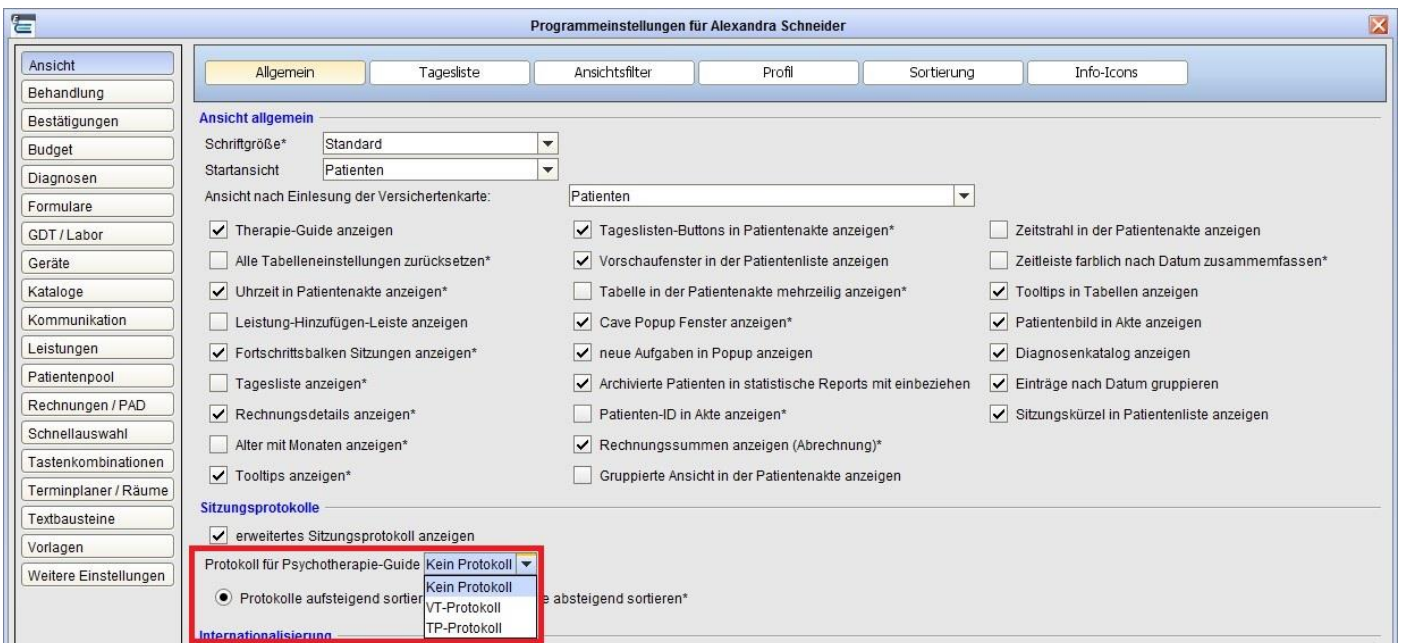 Programmeinstellungen für Alexandra Schneider
Ansicht
Behandlung
Bestätigungen
Budget
Diagnosen
Formulare
GDT / Labor
Geräte
Kataloge
Kommunikation
Leistungen
Patientenpool
Rechnungen / PAD
Schnellauswahl
Tastenkombinationen
Terminplaner / Räume
Textbausteine
Vorlagen
Weitere Einstellungen
Allgemein Tagesliste Ansichtsfilter Profil Sortierung Info-Icons
Ansicht allgemein
Schriftgröße* Standard
Startansicht Patienten
Ansicht nach Einlesung der Versichertenkarte: Patienten
Therapie-Guide anzeigen Tageslisten-Buttons in Patientenakte anzeigen* Zeitstrahl in der Patientenakte anzeigen
Alle Tabelleneinstellungen zurücksetzen* Vorschaufenster in der Patientenliste anzeigen Zeitleiste farblich nach Datum zusammemfassen*
Uhrzeit in Patientenakte anzeigen* Tabelle in der Patientenakte mehrzeilig anzeigen* Tooltips in Tabellen anzeigen
Leistung-Hinzufügen-Leiste anzeigen Cave Popup Fenster anzeigen* Patientenbild in Akte anzeigen
Fortschrittsbalken Sitzungen anzeigen* neue Aufgaben in Popup anzeigen Diagnosenkatalog anzeigen
Tagesliste anzeigen* Archivierte Patienten in statistische Reports mit einbeziehen Einträge nach Datum gruppieren
Rechnungsdetails anzeigen* Patienten-ID in Akte anzeigen* Sitzungskürzel in Patientenliste anzeigen
Alter mit Monaten anzeigen* Rechnungssummen anzeigen (Abrechnung)*
Tooltips anzeigen* Gruppierte Ansicht in der Patientenakte anzeigen
Sitzungsprotokolle
erweitertes Sitzungsprotokoll anzeigen
Protokoll für Psychotherapie-Guide Kein Protokoll
Kein Protokoll
Protokolle aufsteigend sortier e absteigend sortieren*
VT-Protokoll
TP-Protokoll
Internationalisierung